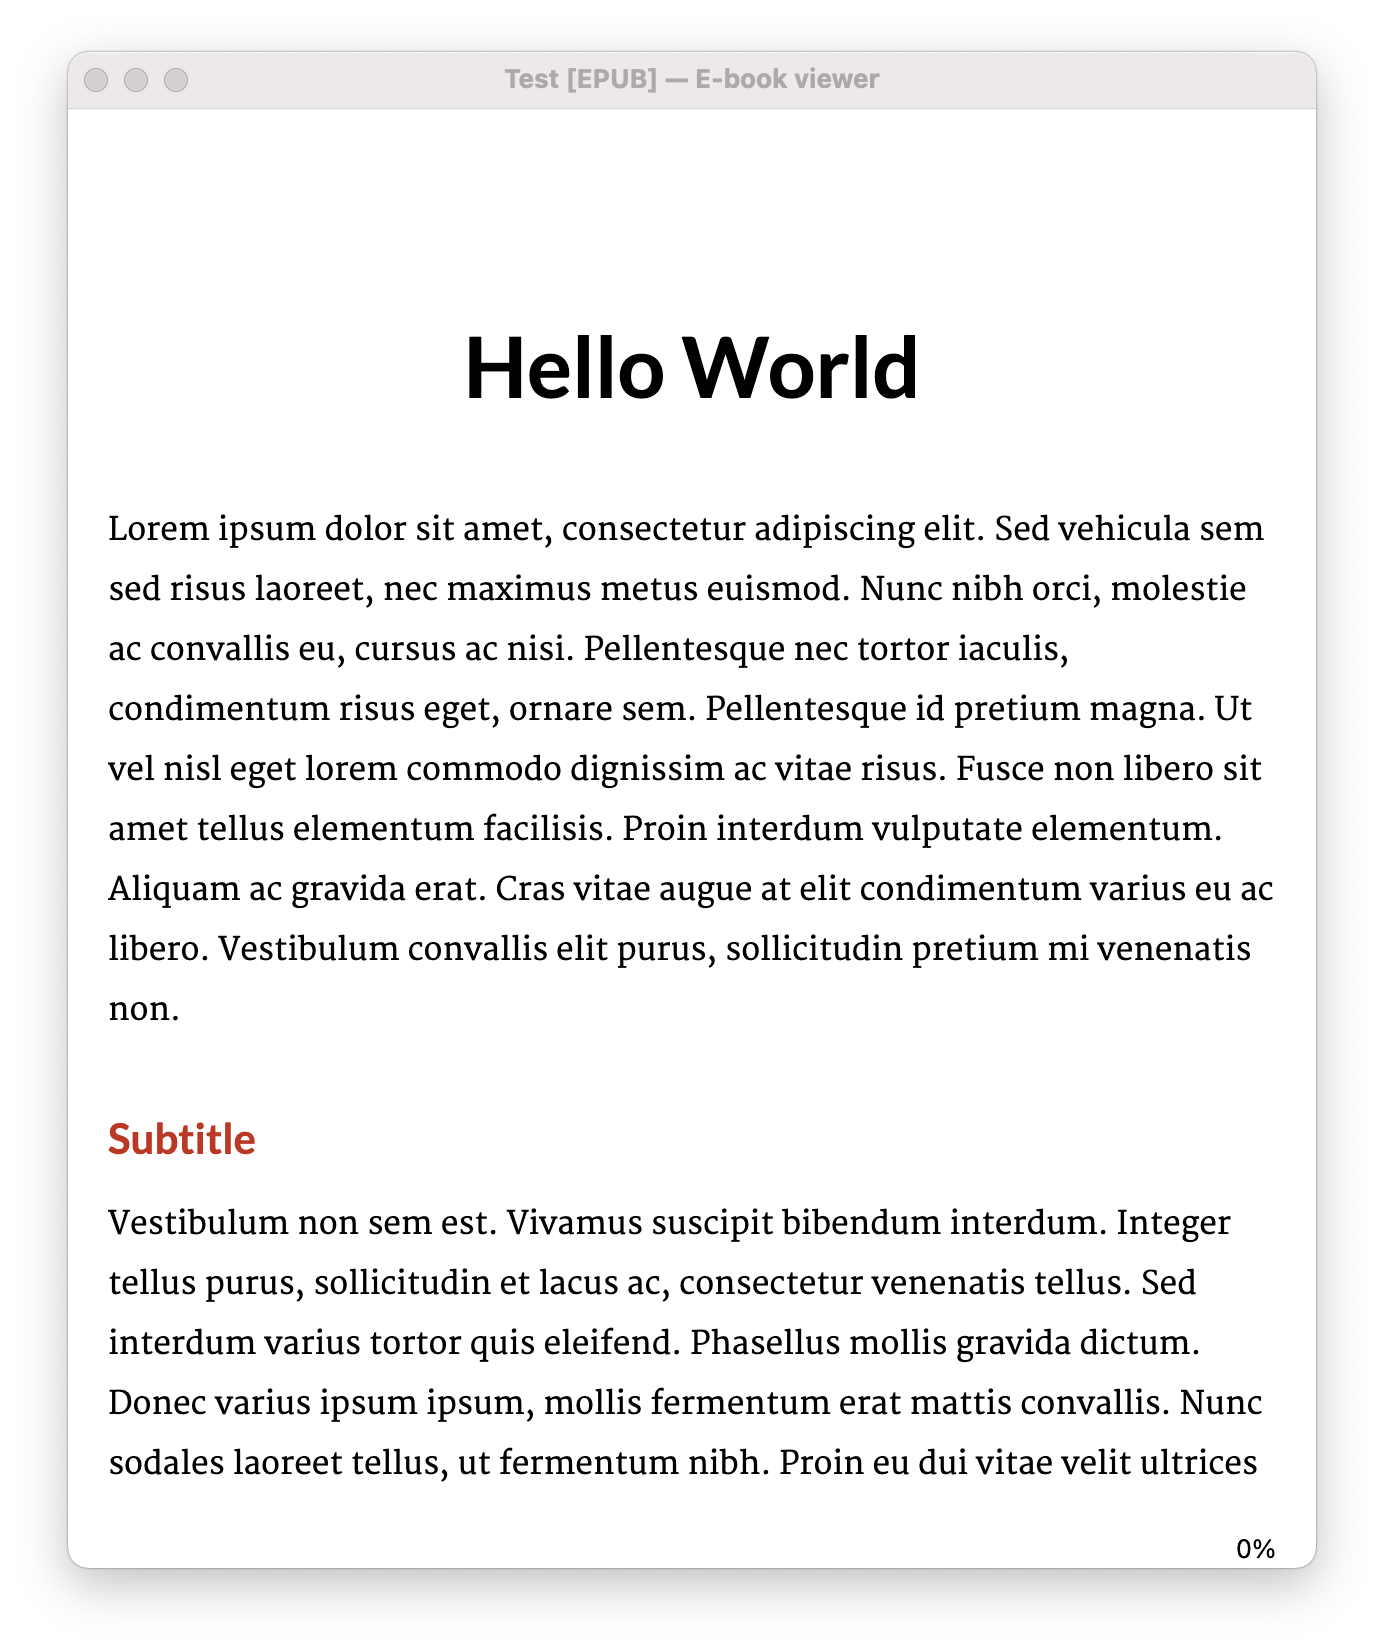 Test [EPUB] — E-book viewer
Hello World
Lorem ipsum dolor sit amet, consectetur adipiscing elit. Sed vehicula sem
sed risus laoreet, nec maximus metus euismod. Nunc nibh orci, molestie
ac convallis eu, cursus ac nisi. Pellentesque nec tortor iaculis,
condimentum risus eget, ornare sem. Pellentesque id pretium magna. Ut
vel nisl eget lorem commodo dignissim ac vitae risus. Fusce non libero sit
amet tellus elementum facilisis. Proin interdum vulputate elementum.
Aliquam ac gravida erat. Cras vitae augue at elit condimentum varius eu ac
libero. Vestibulum convallis elit purus, sollicitudin pretium mi venenatis
non.
Subtitle
Vestibulum non sem est. Vivamus suscipit bibendum interdum. Integer
tellus purus, sollicitudin et lacus ac, consectetur venenatis tellus. Sed
interdum varius tortor quis eleifend. Phasellus mollis gravida dictum.
Donec varius ipsum ipsum, mollis fermentum erat mattis convallis. Nunc
sodales laoreet tellus, ut fermentum nibh. Proin eu dui vitae velit ultrices
0%